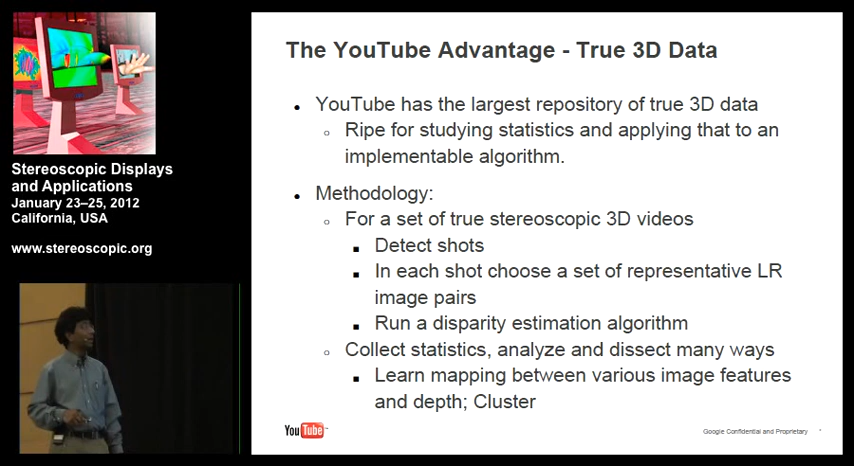 The YouTube Advantage - True 3D Data
• YouTube has the largest repository of true 3D data
○ Ripe for studying statistics and applying that to an
implementable algorithm.
• Methodology:
○ For a set of true stereoscopic 3D videos
■ Detect shots
■ In each shot choose a set of representative LR
image pairs
■ Run a disparity estimation algorithm
○ Collect statistics, analyze and dissect many ways
■ Learn mapping between various image features
and depth; Cluster
YouTube
Google Confidential and Proprietary
Stereoscopic Displays
and Applications
January 23–25, 2012
California, USA
www.stereoscopic.org